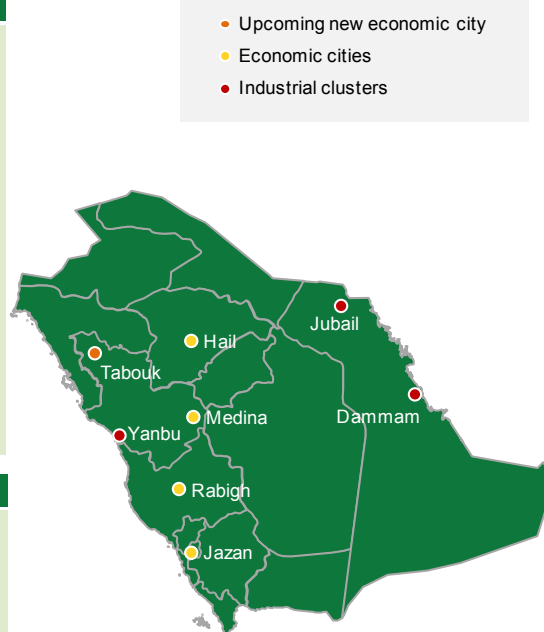 Upcoming new economic city
Economic cities
Industrial clusters
Jubail
Hail
Tabouk
Dammam
Medina
Yanbu
Rabigh
Jazan